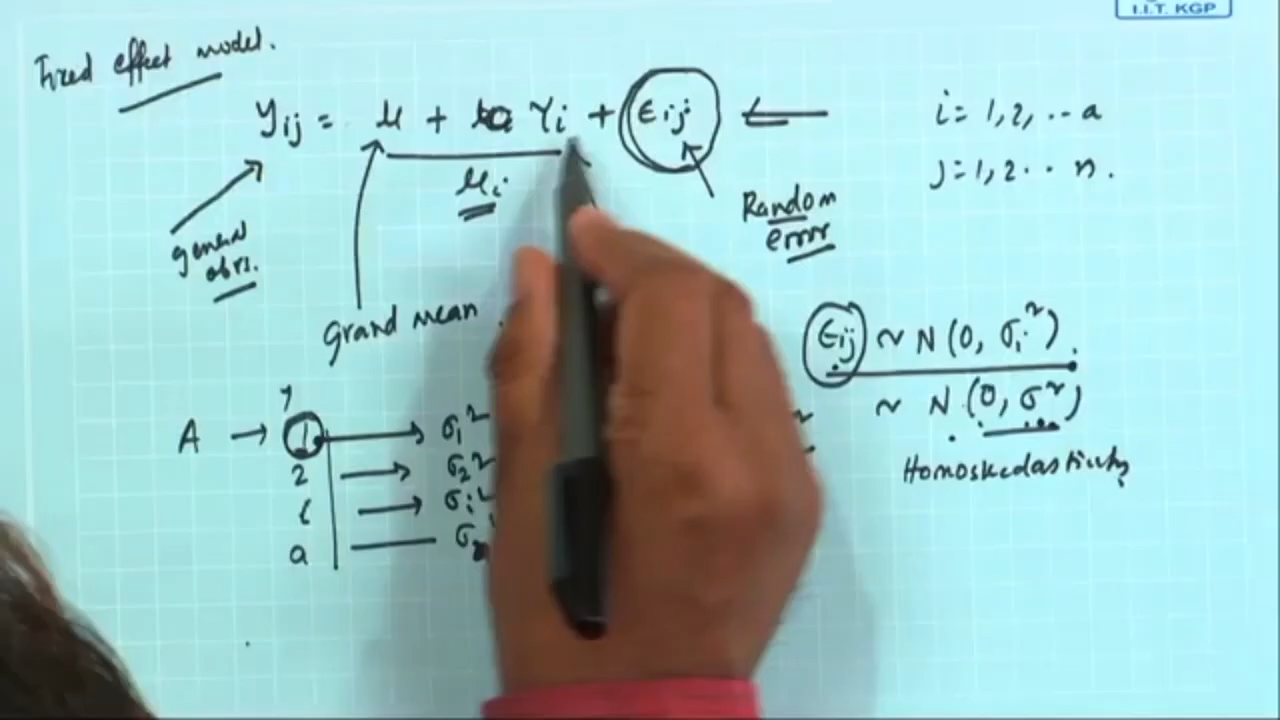 I.I.T. KGP
Fixed effect model.
yij = μ + τi + εij
i = 1, 2, .. a
j = 1, 2 .. n.
μi
general
obs.
Random
error
grand mean
εij ~ N (0, σi²).
~ N (0, σ²)
Homoskedasticity
A → 1 → σ1²
2 → σ2²
i → σi²
a — σa